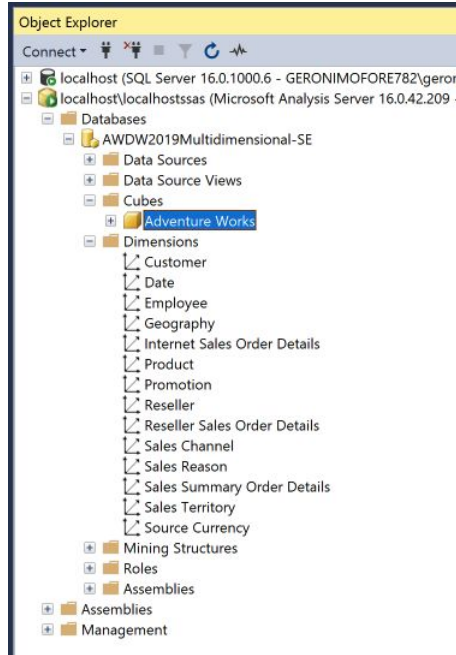 Object Explorer
Connect
localhost (SQL Server 16.0.1000.6 - GERONIMOFORE782\geror
localhost\localhostssas (Microsoft Analysis Server 16.0.42.209 -
Databases
AWDW2019Multidimensional-SE
Data Sources
Data Source Views
Cubes
Adventure Works
Dimensions
Customer
Date
Employee
Geography
Internet Sales Order Details
Product
Promotion
Reseller
Reseller Sales Order Details
Sales Channel
Sales Reason
Sales Summary Order Details
Sales Territory
Source Currency
Mining Structures
Roles
Assemblies
Assemblies
Management